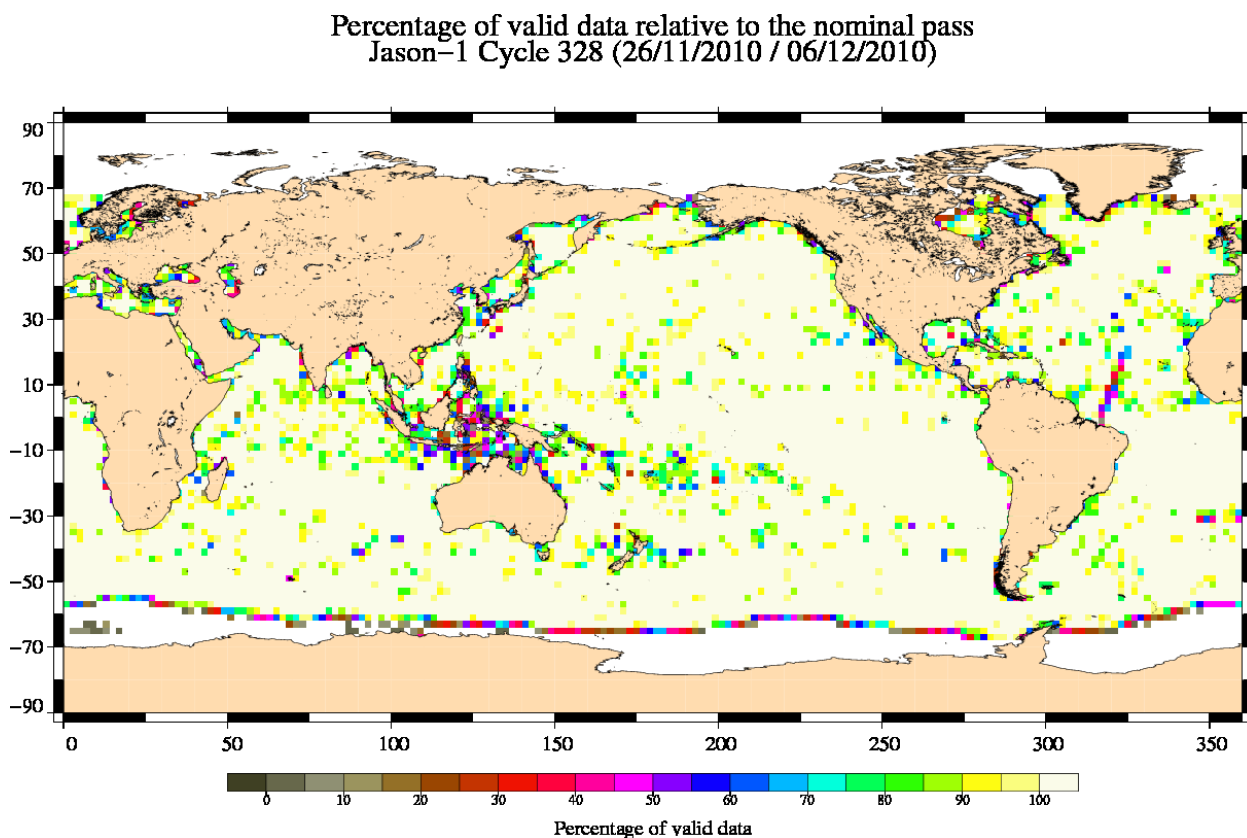 Percentage of valid data relative to the nominal pass
Jason-1 Cycle 328 (26/11/2010 / 06/12/2010)
90
70
50
30
10
-10
-30
-50
-70
-90
0 50 100 150 200 250 300 350
0 10 20 30 40 50 60 70 80 90 100
Percentage of valid data